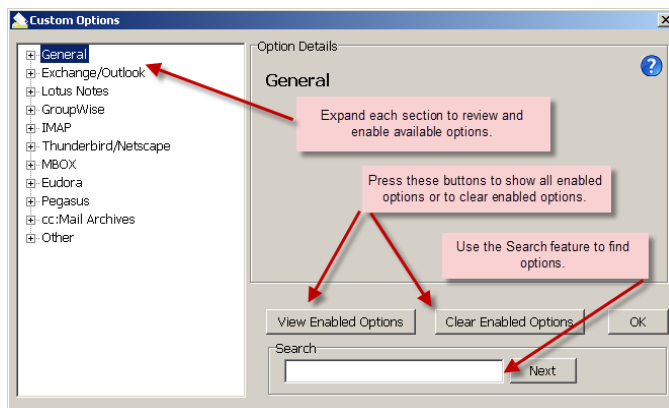 Custom Options
General
Exchange/Outlook
Lotus Notes
GroupWise
IMAP
Thunderbird/Netscape
MBOX
Eudora
Pegasus
cc:Mail Archives
Other
Option Details
General
Expand each section to review and
enable available options.
Press these buttons to show all enabled
options or to clear enabled options.
Use the Search feature to find
options.
View Enabled Options
Clear Enabled Options
OK
Search
Next